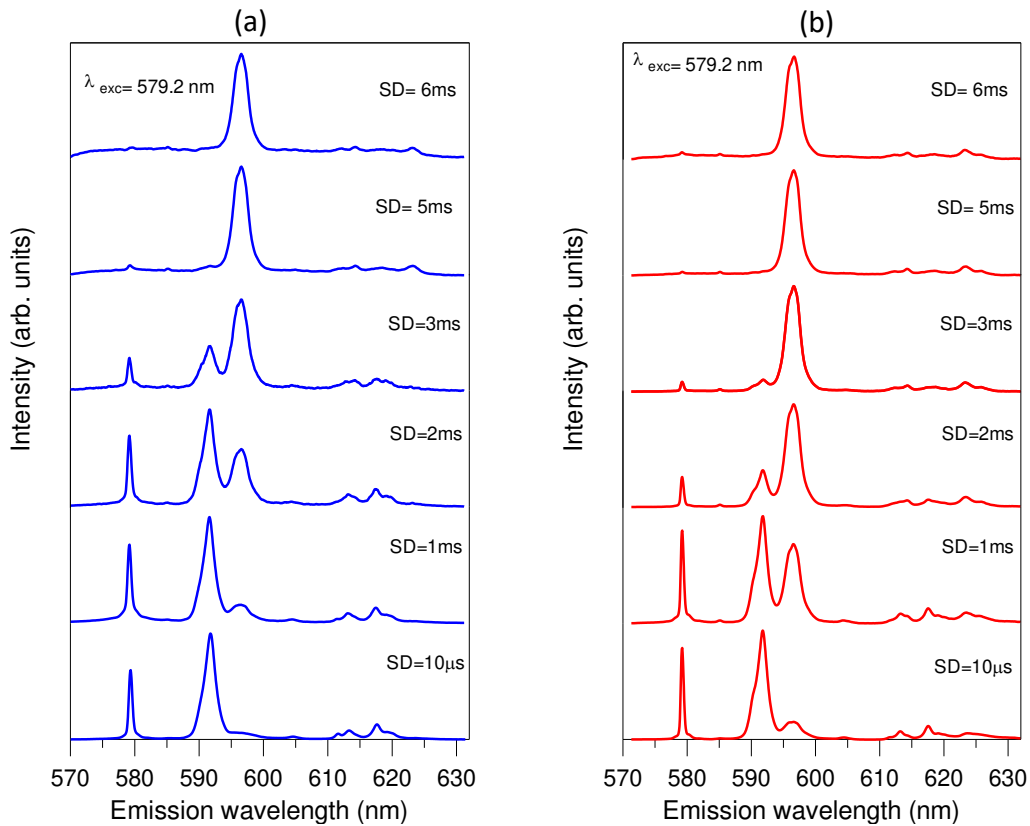 (a)
λ exc= 579.2 nm
SD= 6ms
SD= 5ms
SD=3ms
SD=2ms
SD=1ms
SD=10μs
Intensity (arb. units)
570 580 590 600 610 620 630
Emission wavelength (nm)
(b)
λ exc= 579.2 nm
SD= 6ms
SD= 5ms
SD=3ms
SD=2ms
SD=1ms
SD=10μs
Intensity (arb. units)
570 580 590 600 610 620 630
Emission wavelength (nm)